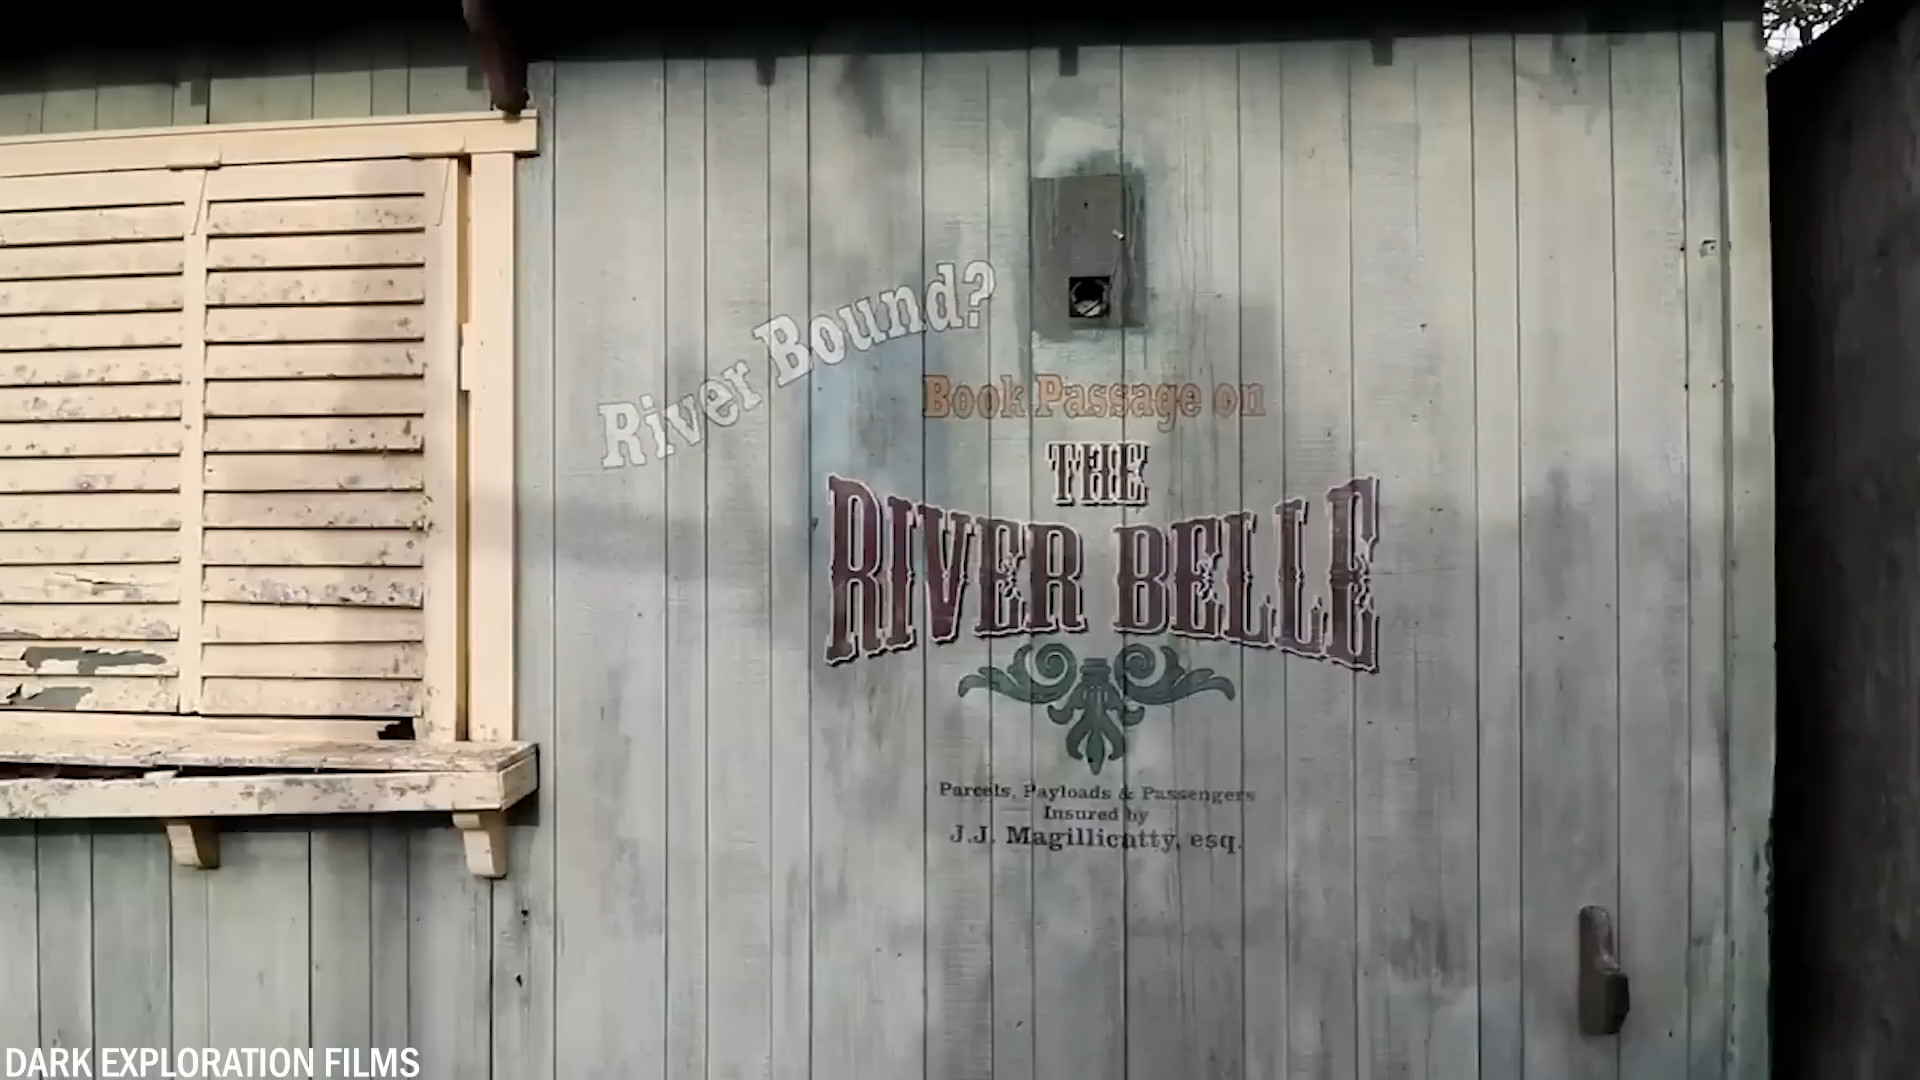 River Bound?
Book Passage on
THE
RIVER BELLE
Parcels, Payloads & Passengers
Insured by
J.J. Magillicutty, esq.
DARK EXPLORATION FILMS